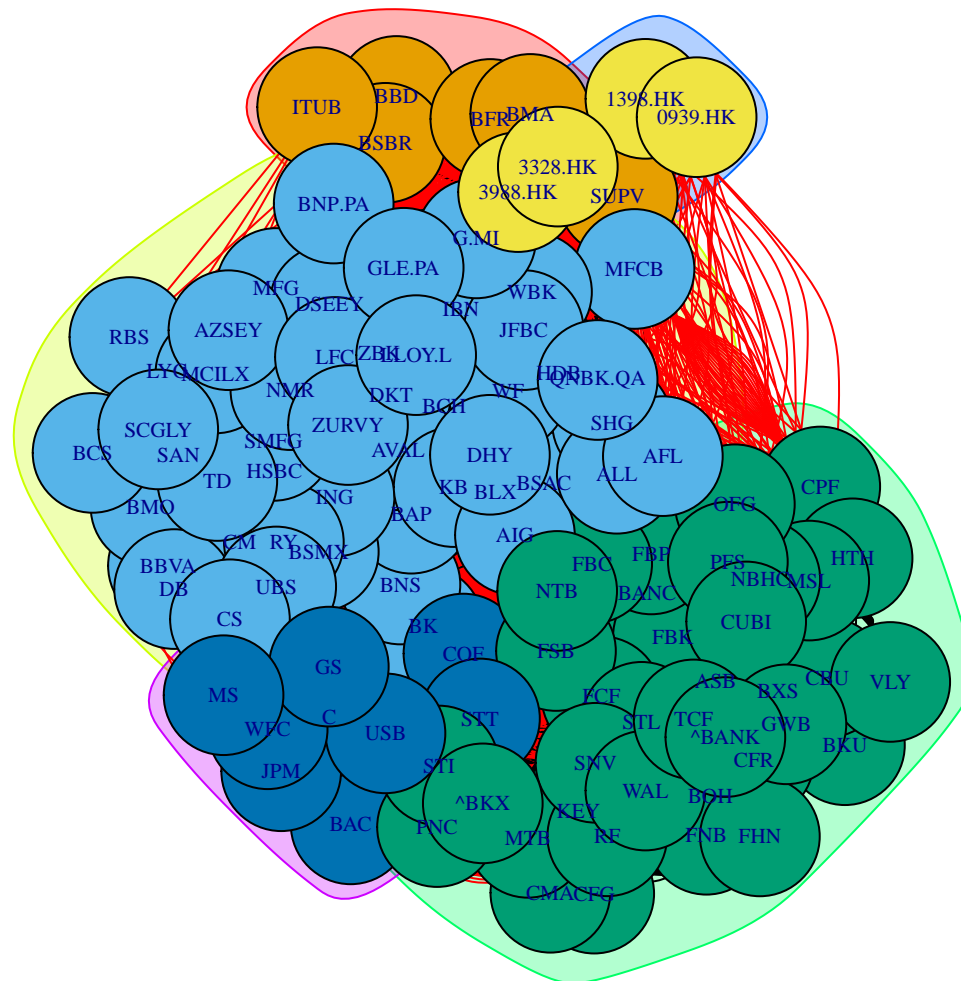 1398.HK
BBD
ITUB
BMA
0939.HK
BFR
BSBR
3328.HK
3988.HK
SUPV
BNP.PA
G.MI
GLE.PA
MFCB
MFG
WBK
DSEEY
IBN
AZSEY
JFBC
RBS
LFC
ZBK
LLOY.L
LYG
MCILX
HDB
QNBK.QA
NMR
DKT
WF
BCH
SHG
ZURVY
SCGLY
SMFG
AVAL
BCS
SAN
DHY
AFL
HSBC
TD
ALL
BSAC
KB
BLX
CPF
ING
BMO
BAP
OFG
AIG
CM
RY
BSMX
FBP
HTH
BBVA
FBC
PFS
NBHC
MSL
DB
UBS
BNS
NTB
BANC
CS
CUBI
BK
FBK
COF
FSB
GS
CBU
ASB
VLY
MS
FCF
BXS
C
STT
STL
TCF
GWB
WFC
USB
^BANK
BKU
CFR
JPM
STI
SNV
WAL
BOH
^BKX
KEY
BAC
PNC
MTB
RF
FNB
FHN
CMA
CFG